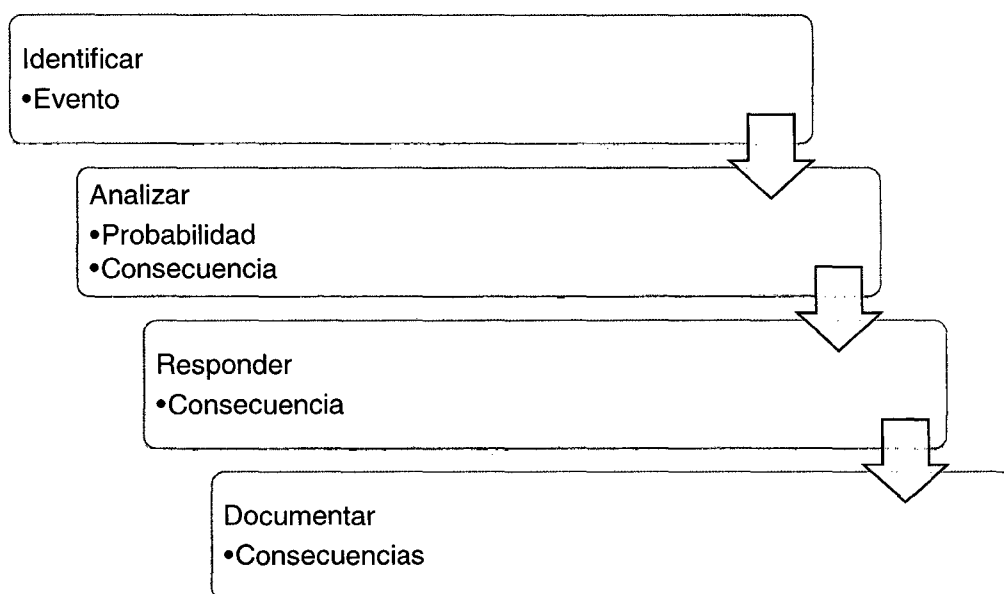 Identificar
•Evento
Analizar
•Probabilidad
•Consecuencia
Responder
•Consecuencia
Documentar
•Consecuencias